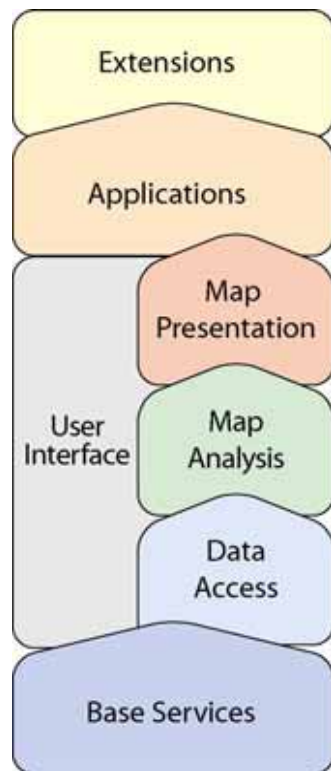 Extensions
Applications
Map
Presentation
User
Interface
Map
Analysis
Data
Access
Base Services